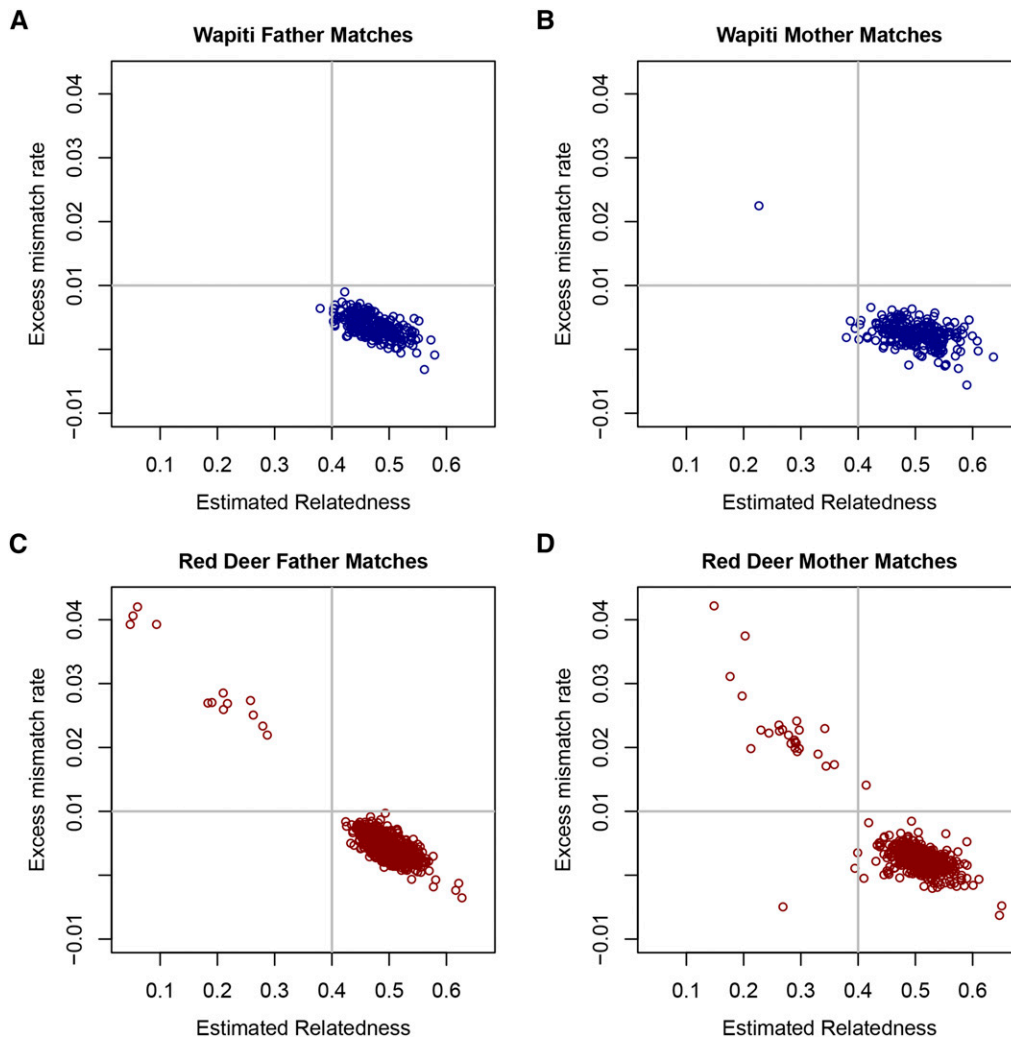 A
Wapiti Father Matches
Excess mismatch rate
0.04
0.03
0.02
0.01
−0.01
0.1 0.2 0.3 0.4 0.5 0.6
Estimated Relatedness
B
Wapiti Mother Matches
Excess mismatch rate
0.04
0.03
0.02
0.01
−0.01
0.1 0.2 0.3 0.4 0.5 0.6
Estimated Relatedness
C
Red Deer Father Matches
Excess mismatch rate
0.04
0.03
0.02
0.01
−0.01
0.1 0.2 0.3 0.4 0.5 0.6
Estimated Relatedness
D
Red Deer Mother Matches
Excess mismatch rate
0.04
0.03
0.02
0.01
−0.01
0.1 0.2 0.3 0.4 0.5 0.6
Estimated Relatedness